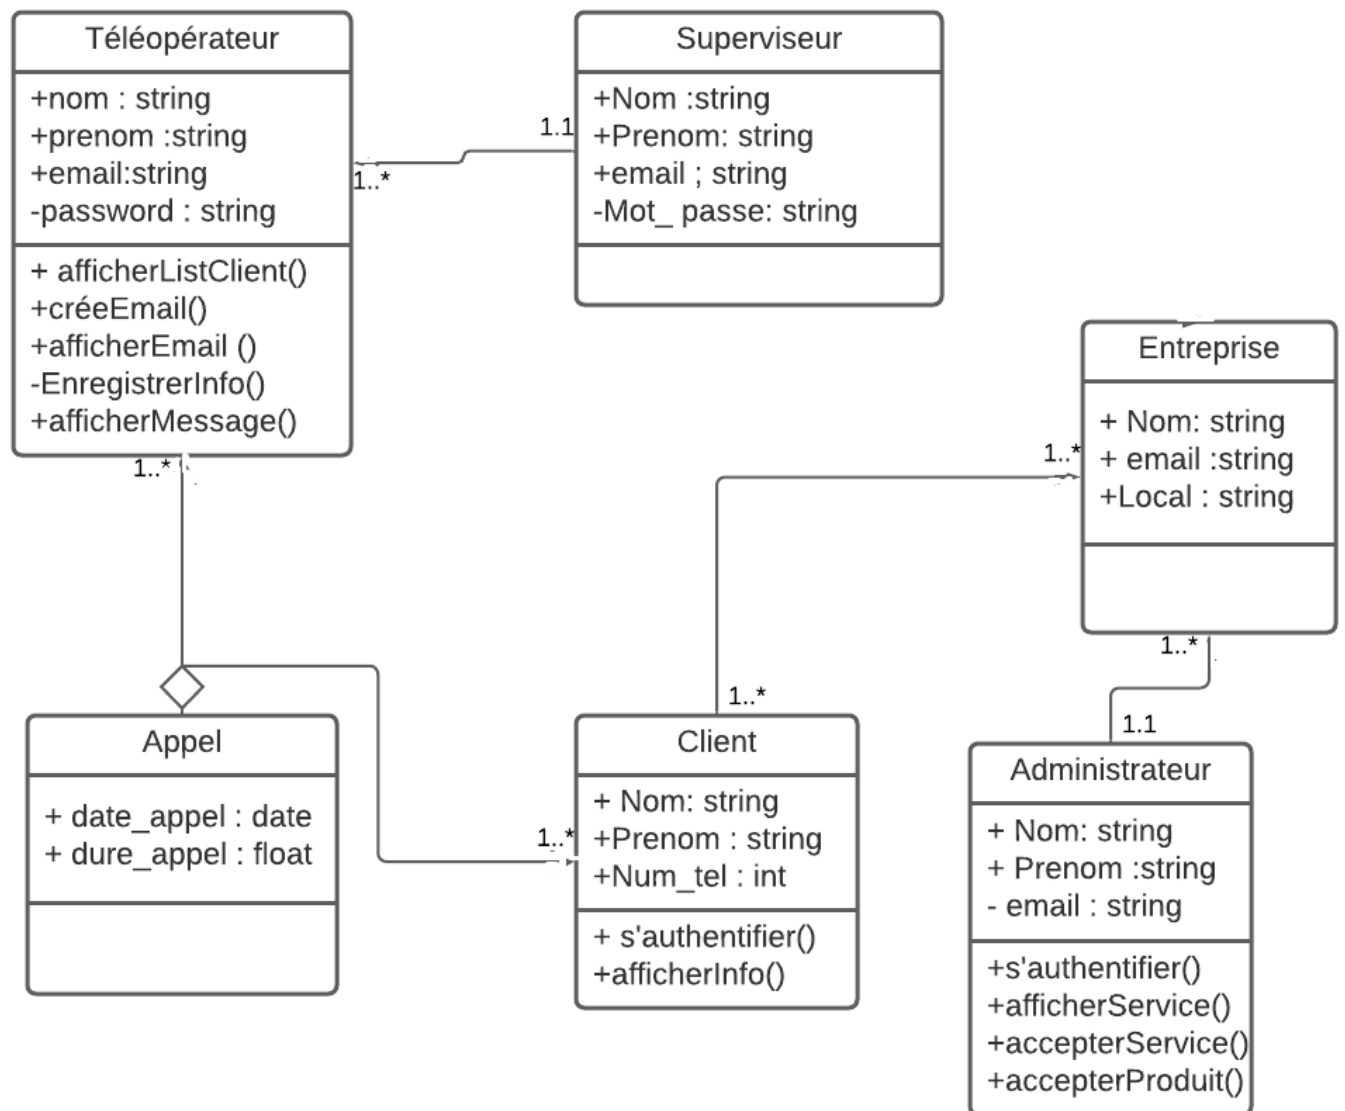 Téléopérateur
+nom : string
+prenom :string
+email:string
-password : string
+ afficherListClient()
+créeEmail()
+afficherEmail ()
-EnregistrerInfo()
+afficherMessage()
1..*
1.1
Superviseur
+Nom :string
+Prenom: string
+email ; string
-Mot_ passe: string
1..*
Entreprise
+ Nom: string
+ email :string
+Local : string
1..*
1..*
1..*
1.1
Appel
+ date_appel : date
+ dure_appel : float
1..*
Client
+ Nom: string
+Prenom : string
+Num_tel : int
+ s'authentifier()
+afficherInfo()
Administrateur
+ Nom: string
+ Prenom :string
- email : string
+s'authentifier()
+afficherService()
+accepterService()
+accepterProduit()